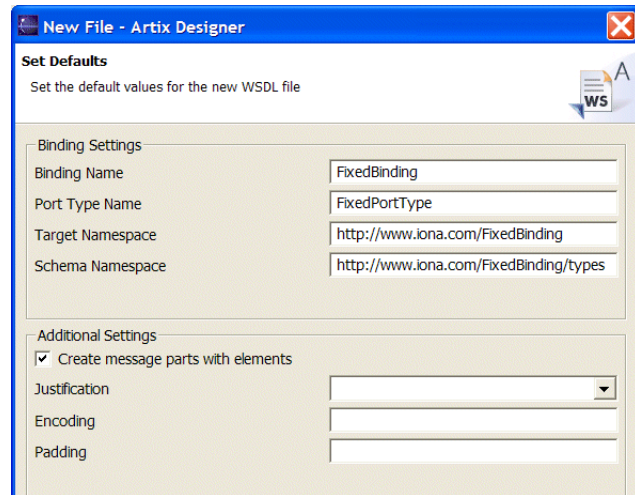 New File - Artix Designer
Set Defaults
Set the default values for the new WSDL file
A
WS
Binding Settings
Binding Name FixedBinding
Port Type Name FixedPortType
Target Namespace http://www.iona.com/FixedBinding
Schema Namespace http://www.iona.com/FixedBinding/types
Additional Settings
Create message parts with elements
Justification
Encoding
Padding